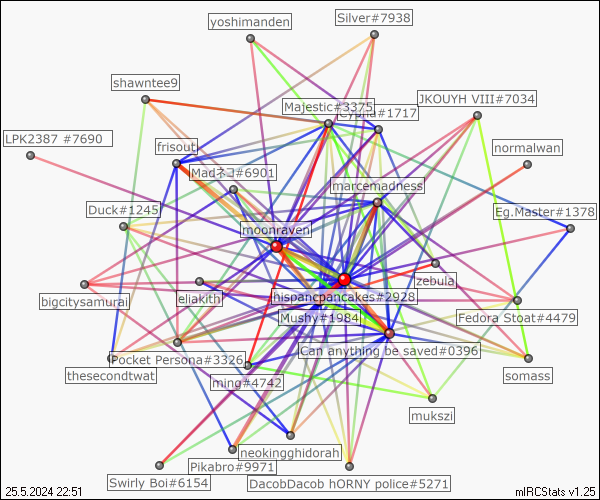 Silver#7938
yoshimanden
shawntee9
JKOUYH VIII#7034
Majestic#3375
Cypha#1717
LPK2387 #7690
frisout
normalwan
Madネコ#6901
marcemadness
Duck#1245
Eg.Master#1378
moonraven
zebula
bigcitysamurai
eliakith
hispanicpancakes#2928
Mushy#1984
Fedora Stoat#4479
Can anything be saved#0396
Pocket Persona#3326
thesecondtwat
somass
ming#4742
mukszi
neokingghidorah
Pikabro#9971
Swirly Boi#6154
DacobDacob hORNY police#5271
25.5.2024 22:51
mIRCStats v1.25